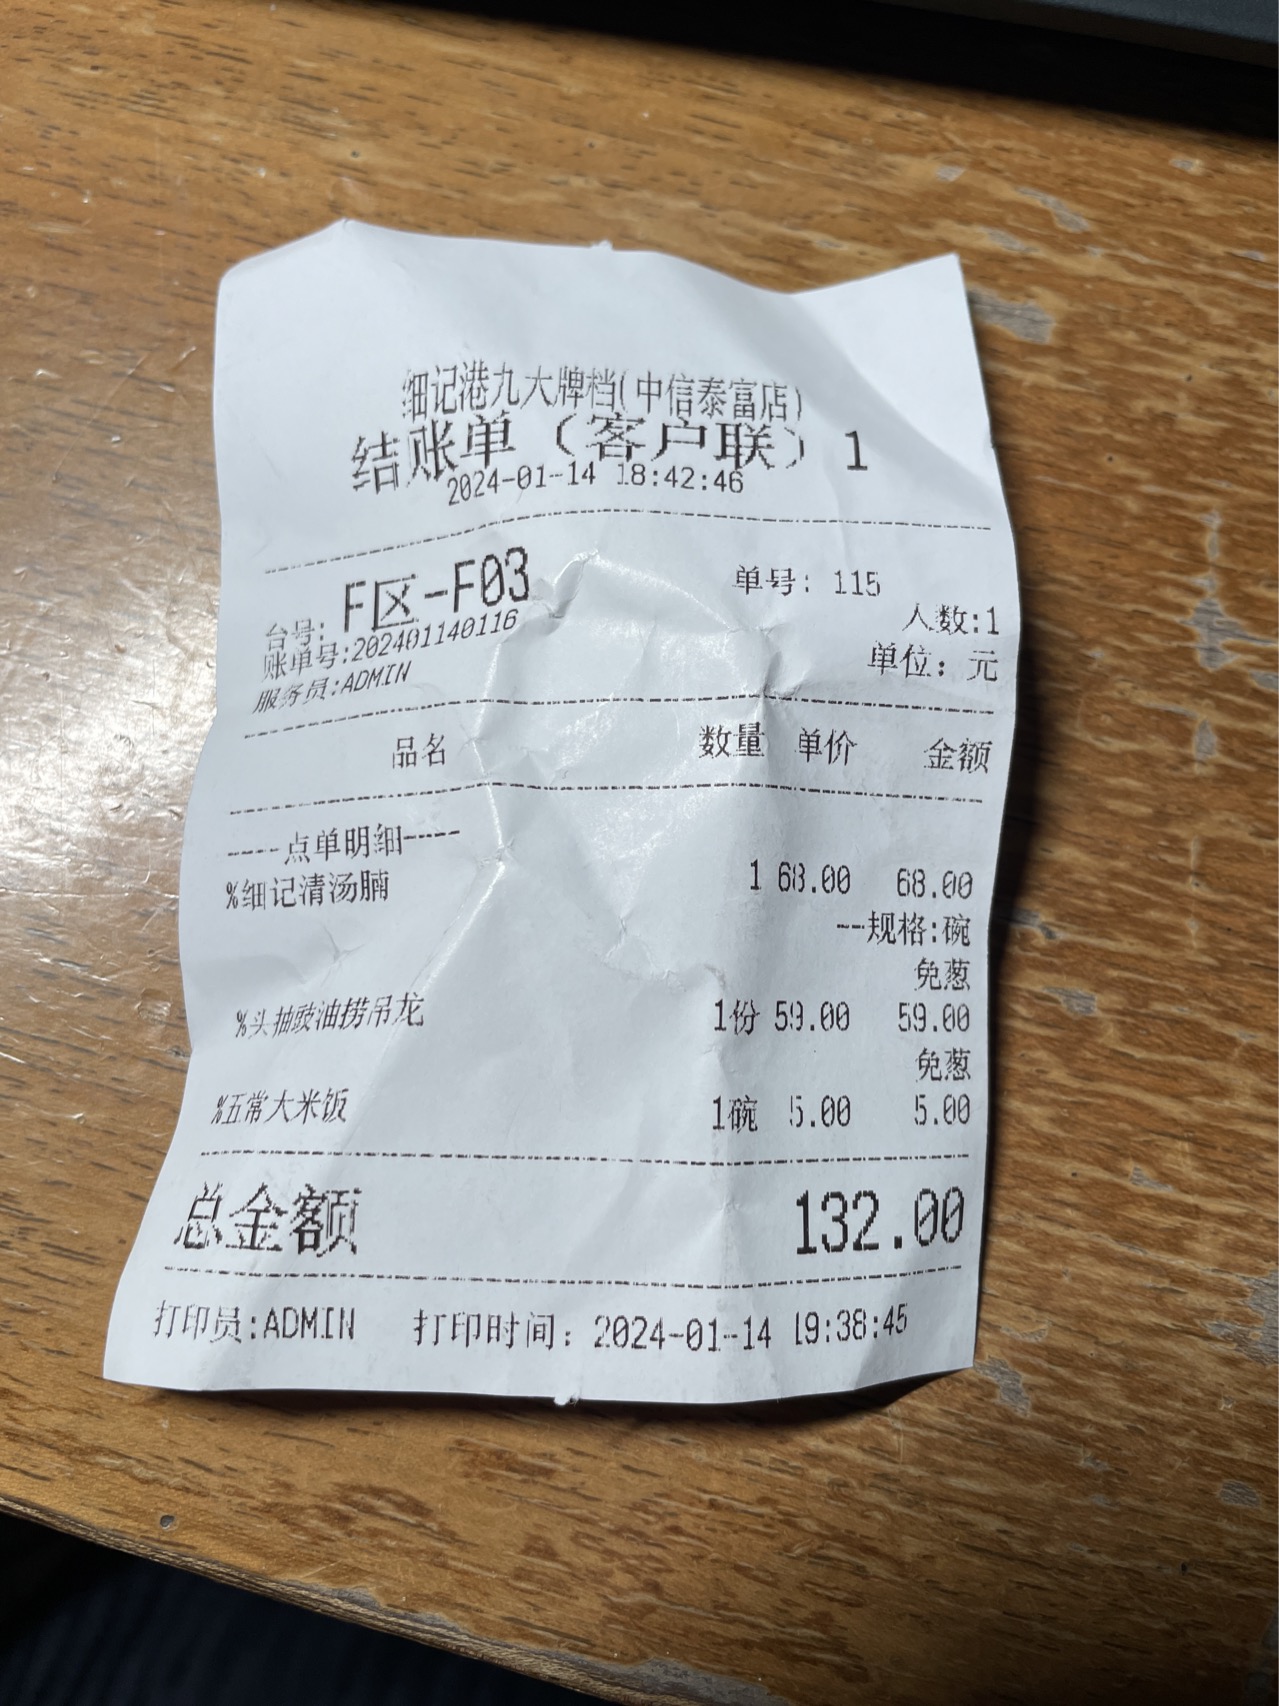 细记港九大牌档(中信泰富店)
结账单（客户联）1
2024-01-14 18:42:46
台号: F区-F03 单号: 115
账单号:202401140116 人数:1
服务员:ADMIN 单位: 元
品名 数量 单价 金额
----点单明细----
%细记清汤腩 1 68.00 68.00
--规格:碗
免葱
%头抽豉油捞吊龙 1份 59.00 59.00
免葱
%五常大米饭 1碗 5.00 5.00
总金额 132.00
打印员:ADMIN 打印时间: 2024-01-14 19:38:45